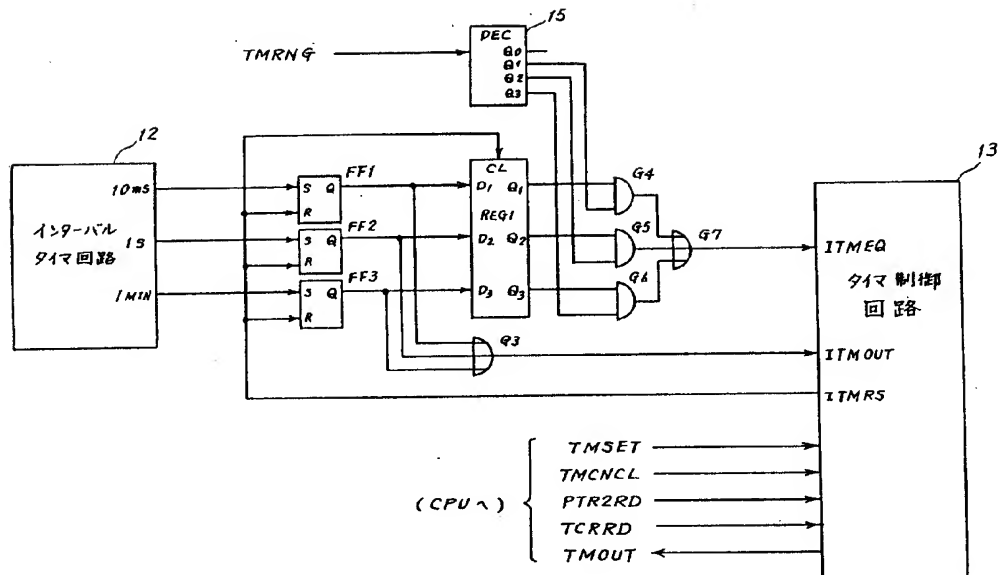 15
DEC
TMRNG
Q0
Q1
Q2
Q3
12
13
10mS
インターバル
タイマ回路
1S
1MIN
S Q
R
FF1
S Q
R
FF2
S Q
R
FF3
CL
D1 Q1
REG1
D2 Q2
D3 Q3
G4
G5
G6
G7
G3
ITMEQ
タイマ制御
回路
ITMOUT
ITMRS
(CPUへ)
TMSET
TMCNCL
PTR2RD
TCRRD
TMOUT